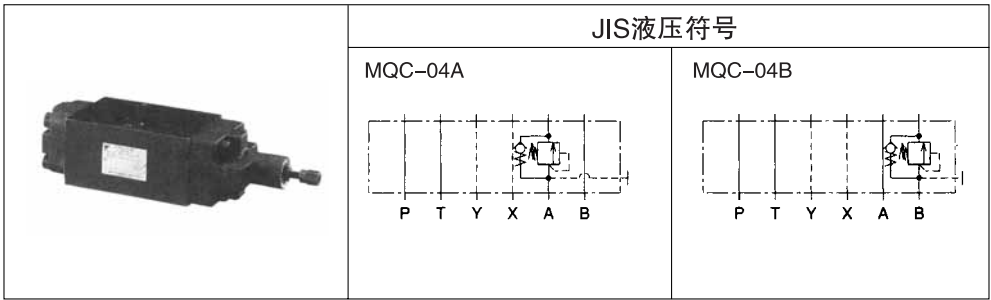 JIS液压符号
MQC-04A
MQC-04B
P T Y X A B
P T Y X A B